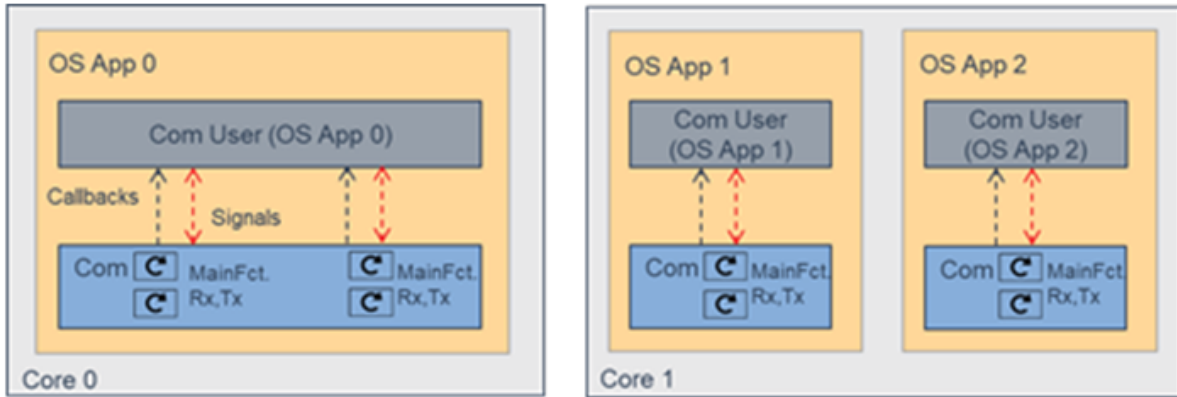 OS App 0
Com User (OS App 0)
Callbacks
Signals
Com
MainFct.
Rx,Tx
MainFct.
Rx,Tx
Core 0
OS App 1
Com User
(OS App 1)
Com
MainFct.
Rx,Tx
OS App 2
Com User
(OS App 2)
Com
MainFct.
Rx,Tx
Core 1